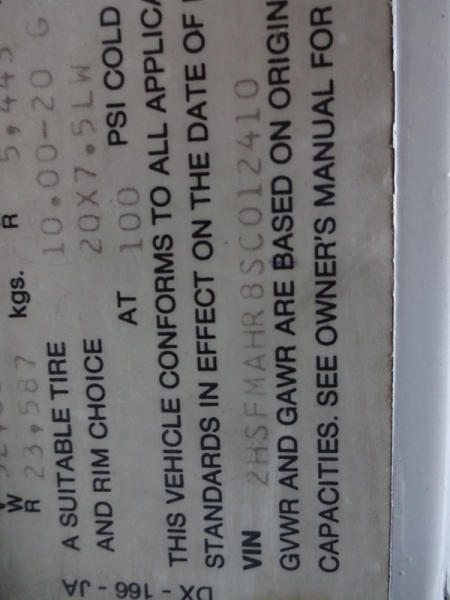 R 5,443
W
R 23,587 kgs.
A SUITABLE TIRE 10.00-20 G
AND RIM CHOICE 20X7.5LW
AT 100 PSI COLD
THIS VEHICLE CONFORMS TO ALL APPLICA
STANDARDS IN EFFECT ON THE DATE OF
VIN 2HSFMAHR8SC012410
GVWR AND GAWR ARE BASED ON ORIGIN
CAPACITIES. SEE OWNER'S MANUAL FOR
DX - 166 - JA